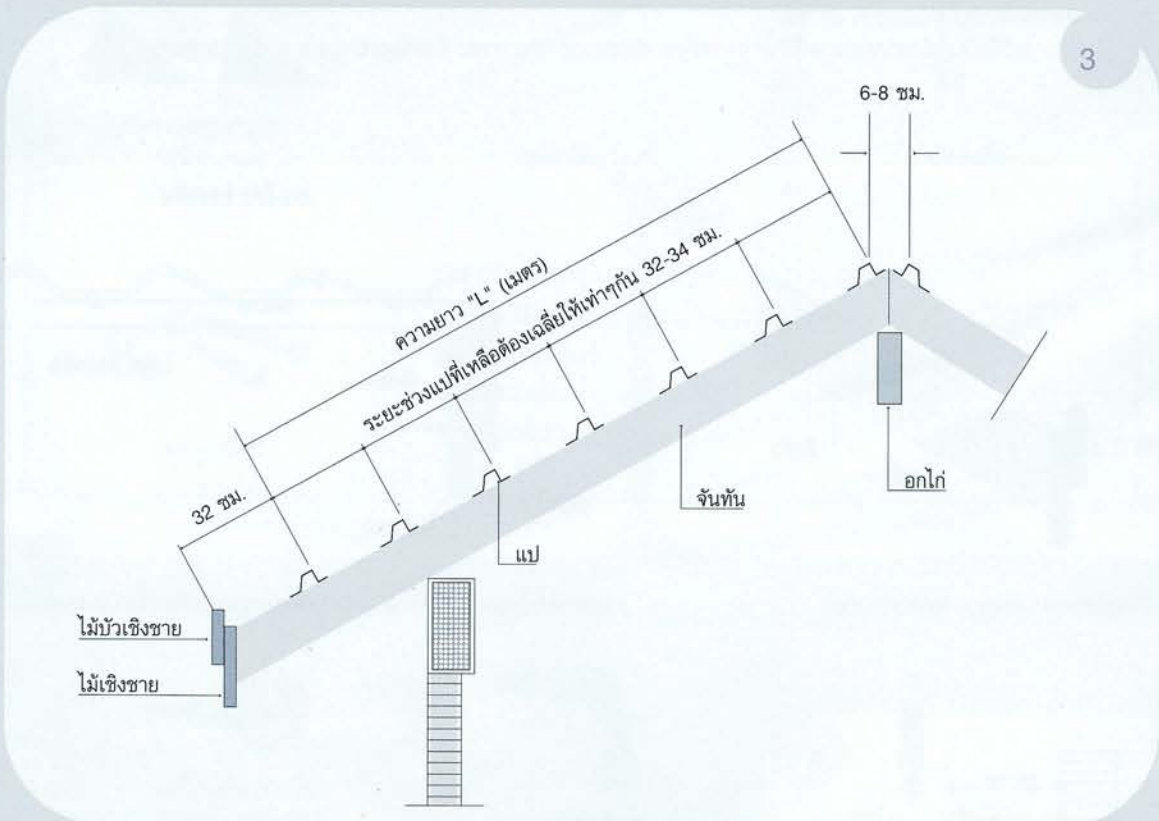 3
6-8 ซม.
ความยาว "L" (เมตร)
ระยะช่วงแปที่เหลือต้องเฉลี่ยให้เท่าๆกัน 32-34 ซม.
32 ซม.
อกไก่
จันทัน
แป
ไม้บัวเชิงชาย
ไม้เชิงชาย